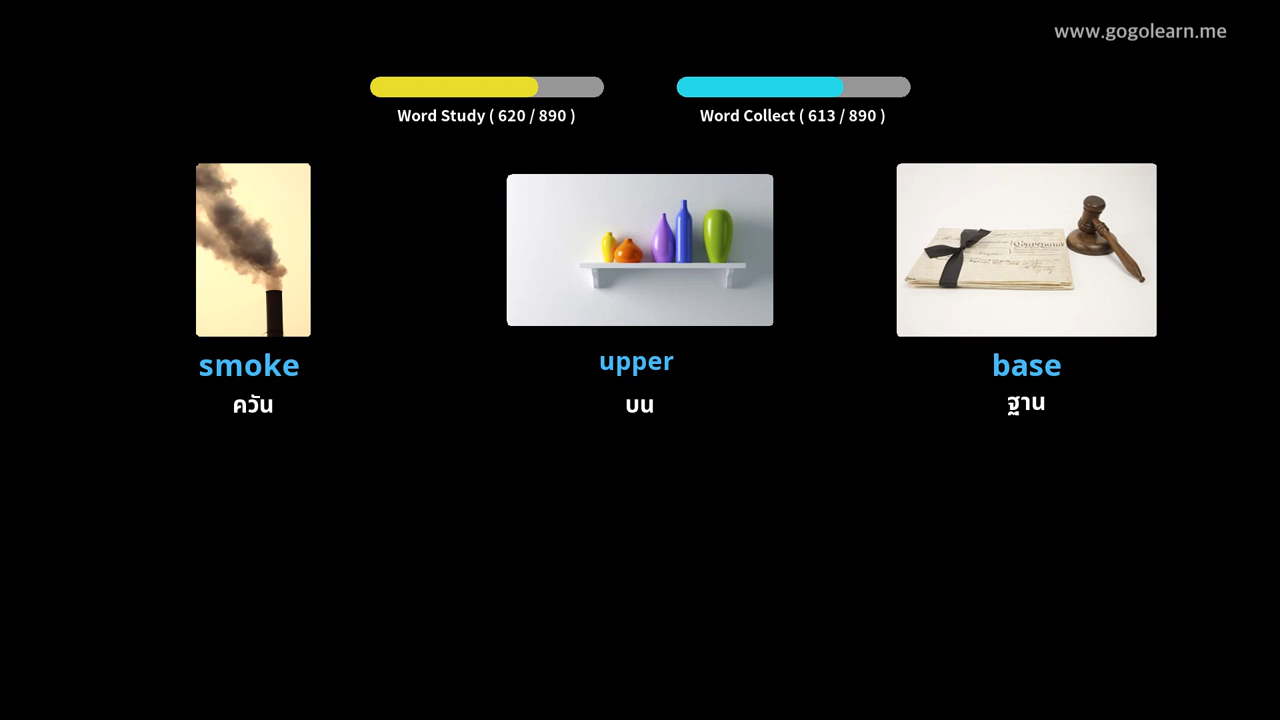 www.gogolearn.me
Word Study ( 620 / 890 )
Word Collect ( 613 / 890 )
smoke
ควัน
upper
บน
base
ฐาน